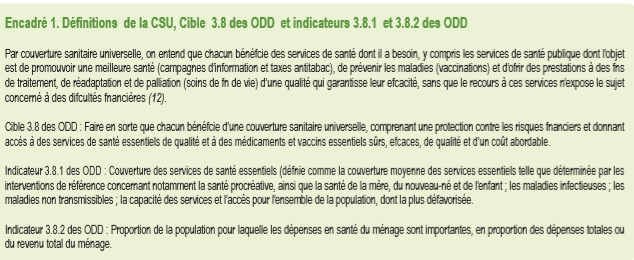 Encadré 1. Définitions de la CSU, Cible 3.8 des ODD et indicateurs 3.8.1 et 3.8.2 des ODD
Par couverture sanitaire universelle, on entend que chacun bénéfcie des services de santé dont il a besoin, y compris les services de santé publique dont l'objet
est de promouvoir une meilleure santé (campagnes d'information et taxes antitabac), de prévenir les maladies (vaccinations) et d'ofrir des prestations à des fns
de traitement, de réadaptation et de palliation (soins de fn de vie) d'une qualité qui garantisse leur efcacité, sans que le recours à ces services n'expose le sujet
concerné à des difcultés fnancières (12).
Cible 3.8 des ODD : Faire en sorte que chacun bénéfcie d'une couverture sanitaire universelle, comprenant une protection contre les risques fnanciers et donnant
accès à des services de santé essentiels de qualité et à des médicaments et vaccins essentiels sûrs, efcaces, de qualité et d'un coût abordable.
Indicateur 3.8.1 des ODD : Couverture des services de santé essentiels (défnie comme la couverture moyenne des services essentiels telle que déterminée par les
interventions de référence concernant notamment la santé procréative, ainsi que la santé de la mère, du nouveau-né et de l'enfant ; les maladies infectieuses ; les
maladies non transmissibles ; la capacité des services et l'accès pour l'ensemble de la population, dont la plus défavorisée.
Indicateur 3.8.2 des ODD : Proportion de la population pour laquelle les dépenses en santé du ménage sont importantes, en proportion des dépenses totales ou
du revenu total du ménage.